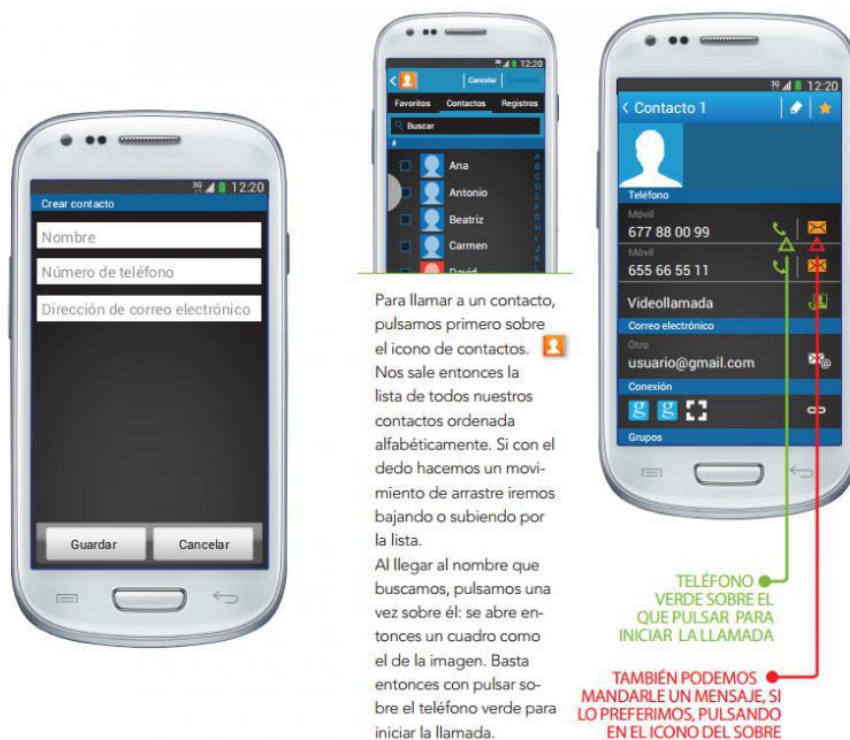 3G 12:20
Crear contacto
Nombre
Número de teléfono
Dirección de correo electrónico
Guardar
Cancelar
12:20
Cancelar
Favoritos Contactos Registros
Buscar
#
Ana
Antonio
Beatriz
Carmen
David
A
B
C
D
E
F
G
H
I
J
K
L
Para llamar a un contacto,
pulsamos primero sobre
el icono de contactos.
Nos sale entonces la
lista de todos nuestros
contactos ordenada
alfabéticamente. Si con el
dedo hacemos un movi-
miento de arrastre iremos
bajando o subiendo por
la lista.
Al llegar al nombre que
buscamos, pulsamos una
vez sobre él: se abre en-
tonces un cuadro como
el de la imagen. Basta
entonces con pulsar so-
bre el teléfono verde para
iniciar la llamada.
3G 12:20
Contacto 1
Teléfono
Móvil
677 88 00 99
Móvil
655 66 55 11
Videollamada
Correo electrónico
Otro
usuario@gmail.com
@
Conexión
g g
Grupos
TELÉFONO
VERDE SOBRE EL
QUE PULSAR PARA
INICIAR LA LLAMADA
TAMBIÉN PODEMOS
MANDARLE UN MENSAJE, SI
LO PREFERIMOS, PULSANDO
EN EL ICONO DEL SOBRE